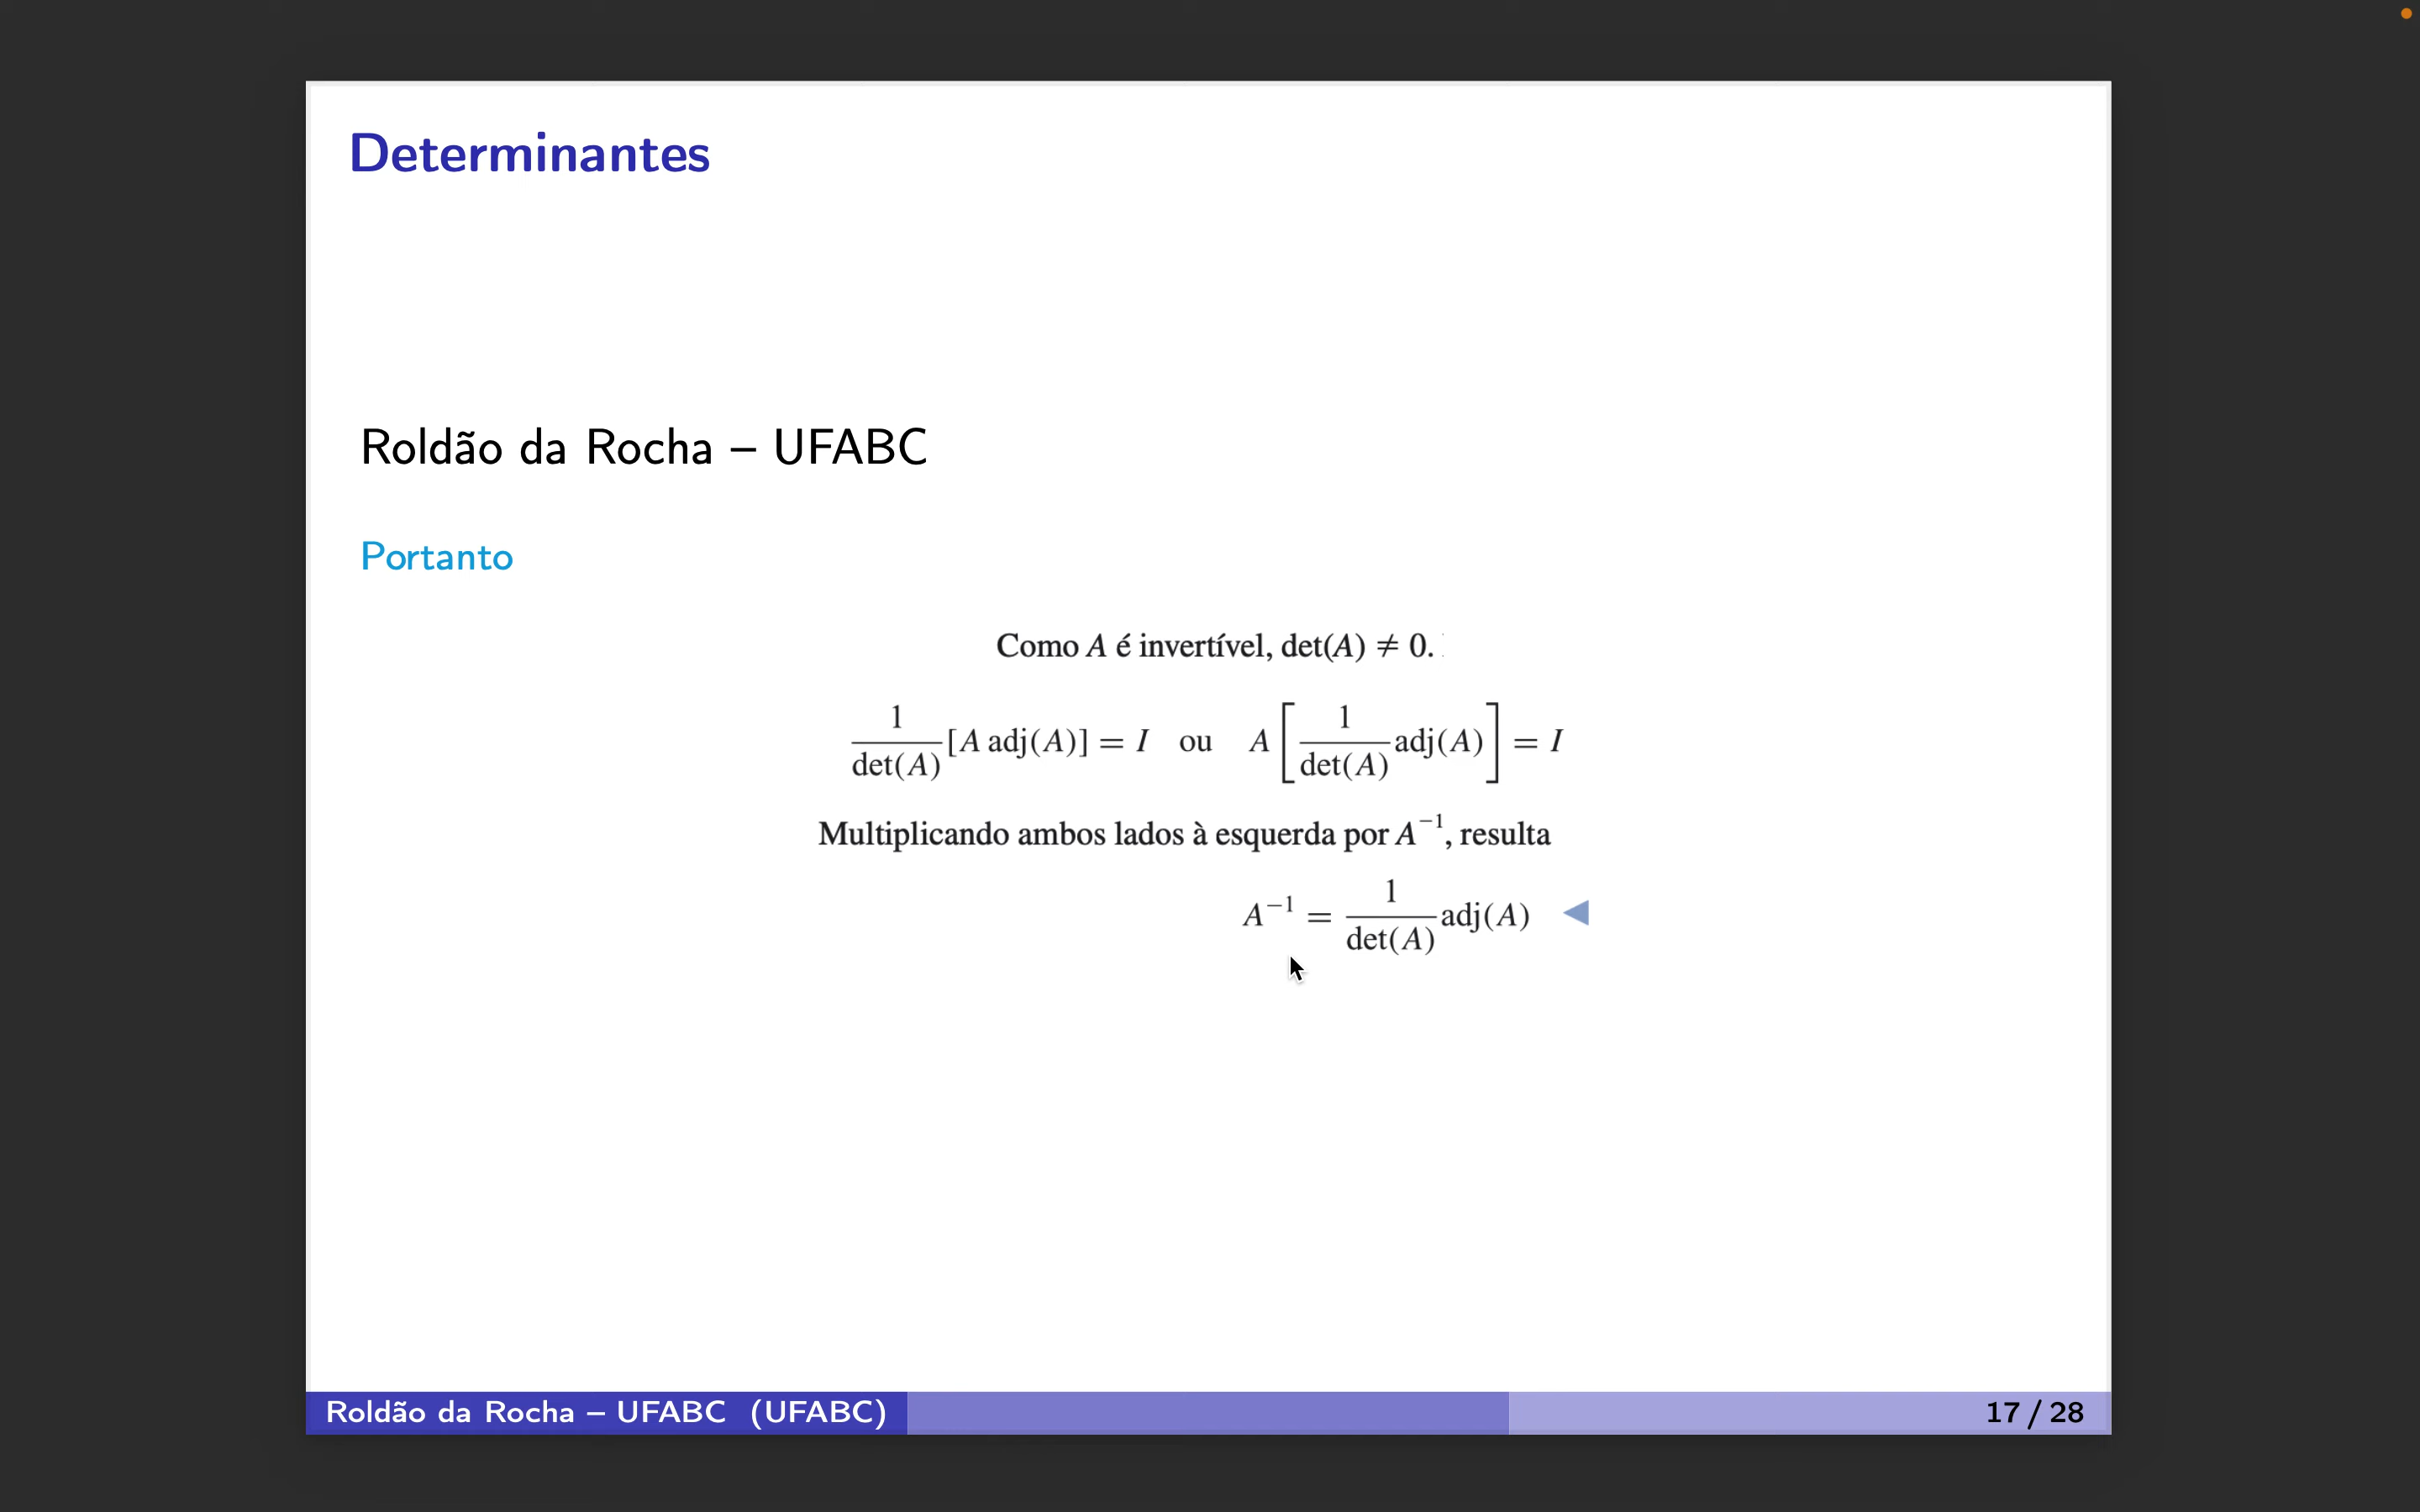 Determinantes
Roldão da Rocha – UFABC
Portanto
Como A é invertível, det(A) ≠ 0.
1/det(A) [A adj(A)] = I ou A [1/det(A) adj(A)] = I
Multiplicando ambos lados à esquerda por A⁻¹, resulta
A⁻¹ = 1/det(A) adj(A) ◀
Roldão da Rocha – UFABC (UFABC) 17 / 28